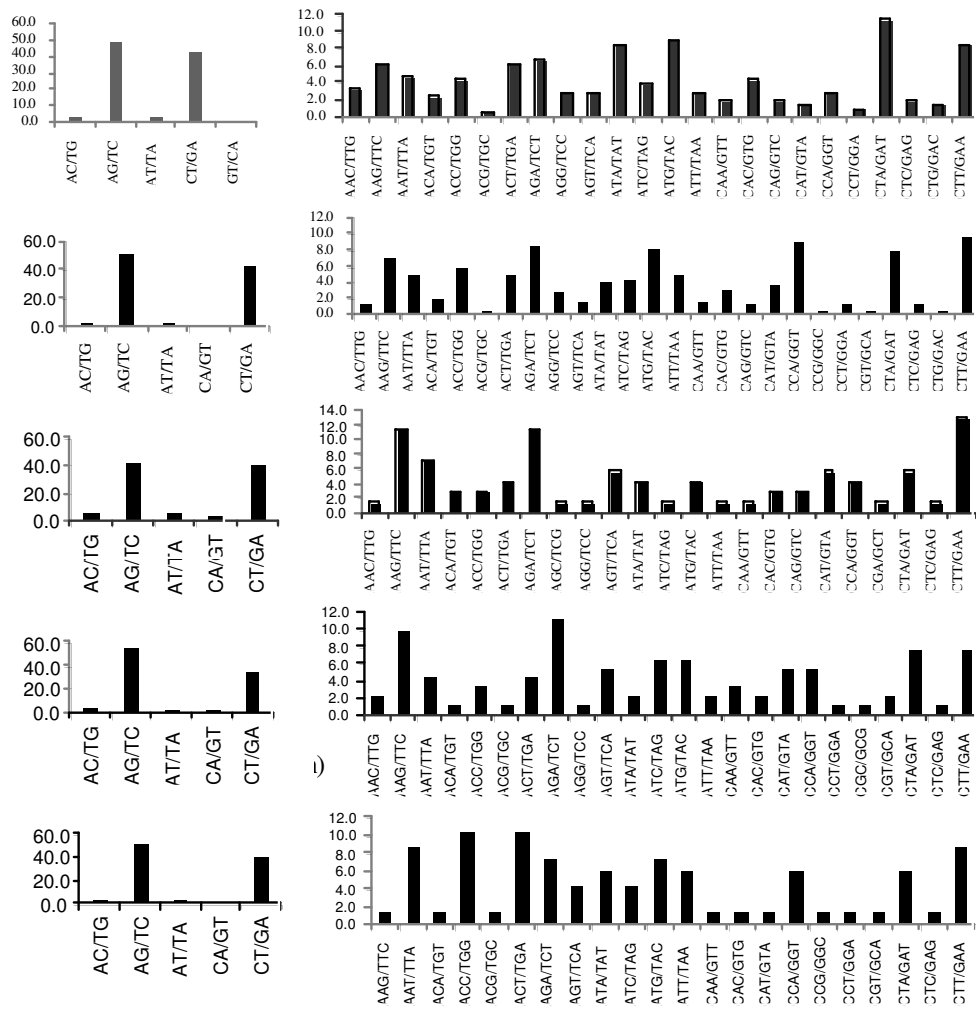 60.0
50.0
40.0
30.0
20.0
10.0
0.0
AC/TG
AG/TC
AT/TA
CT/GA
GT/CA
12.0
10.0
8.0
6.0
4.0
2.0
0.0
AAC/TTG
AAG/TTC
AAT/TTA
ACA/TGT
ACC/TGG
ACG/TGC
ACT/TGA
AGA/TCT
AGG/TCC
AGT/TCA
ATA/TAT
ATC/TAG
ATG/TAC
ATT/TAA
CAA/GTT
CAC/GTG
CAG/GTC
CAT/GTA
CCA/GGT
CCT/GGA
CTA/GAT
CTC/GAG
CTG/GAC
CTT/GAA
60.0
40.0
20.0
0.0
AC/TG
AG/TC
AT/TA
CA/GT
CT/GA
12.0
10.0
8.0
6.0
4.0
2.0
0.0
AAC/TTG
AAG/TTC
AAT/TTA
ACA/TGT
ACC/TGG
ACG/TGC
ACT/TGA
AGA/TCT
AGG/TCC
AGT/TCA
ATA/TAT
ATC/TAG
ATG/TAC
ATT/TAA
CAA/GTT
CAC/GTG
CAG/GTC
CAT/GTA
CCA/GGT
CCG/GGC
CCT/GGA
CGT/GCA
CTA/GAT
CTC/GAG
CTG/GAC
CTT/GAA
60.0
40.0
20.0
0.0
AC/TG
AG/TC
AT/TA
CA/GT
CT/GA
14.0
12.0
10.0
8.0
6.0
4.0
2.0
0.0
AAC/TTG
AAG/TTC
AAT/TTA
ACA/TGT
ACC/TGG
ACT/TGA
AGA/TCT
AGC/TCG
AGG/TCC
AGT/TCA
ATA/TAT
ATC/TAG
ATG/TAC
ATT/TAA
CAA/GTT
CAC/GTG
CAG/GTC
CAT/GTA
CCA/GGT
CGA/GCT
CTA/GAT
CTC/GAG
CTT/GAA
60.0
40.0
20.0
0.0
AC/TG
AG/TC
AT/TA
CA/GT
CT/GA
)
12.0
10.0
8.0
6.0
4.0
2.0
0.0
AAC/TTG
AAG/TTC
AAT/TTA
ACA/TGT
ACC/TGG
ACG/TGC
ACT/TGA
AGA/TCT
AGG/TCC
AGT/TCA
ATA/TAT
ATC/TAG
ATG/TAC
ATT/TAA
CAA/GTT
CAC/GTG
CAT/GTA
CCA/GGT
CCT/GGA
CGC/GCG
CGT/GCA
CTA/GAT
CTC/GAG
CTT/GAA
60.0
40.0
20.0
0.0
AC/TG
AG/TC
AT/TA
CA/GT
CT/GA
12.0
10.0
8.0
6.0
4.0
2.0
0.0
AAG/TTC
AAT/TTA
ACA/TGT
ACC/TGG
ACG/TGC
ACT/TGA
AGA/TCT
AGT/TCA
ATA/TAT
ATC/TAG
ATG/TAC
ATT/TAA
CAA/GTT
CAC/GTG
CAT/GTA
CCA/GGT
CCG/GGC
CCT/GGA
CGT/GCA
CTA/GAT
CTC/GAG
CTT/GAA